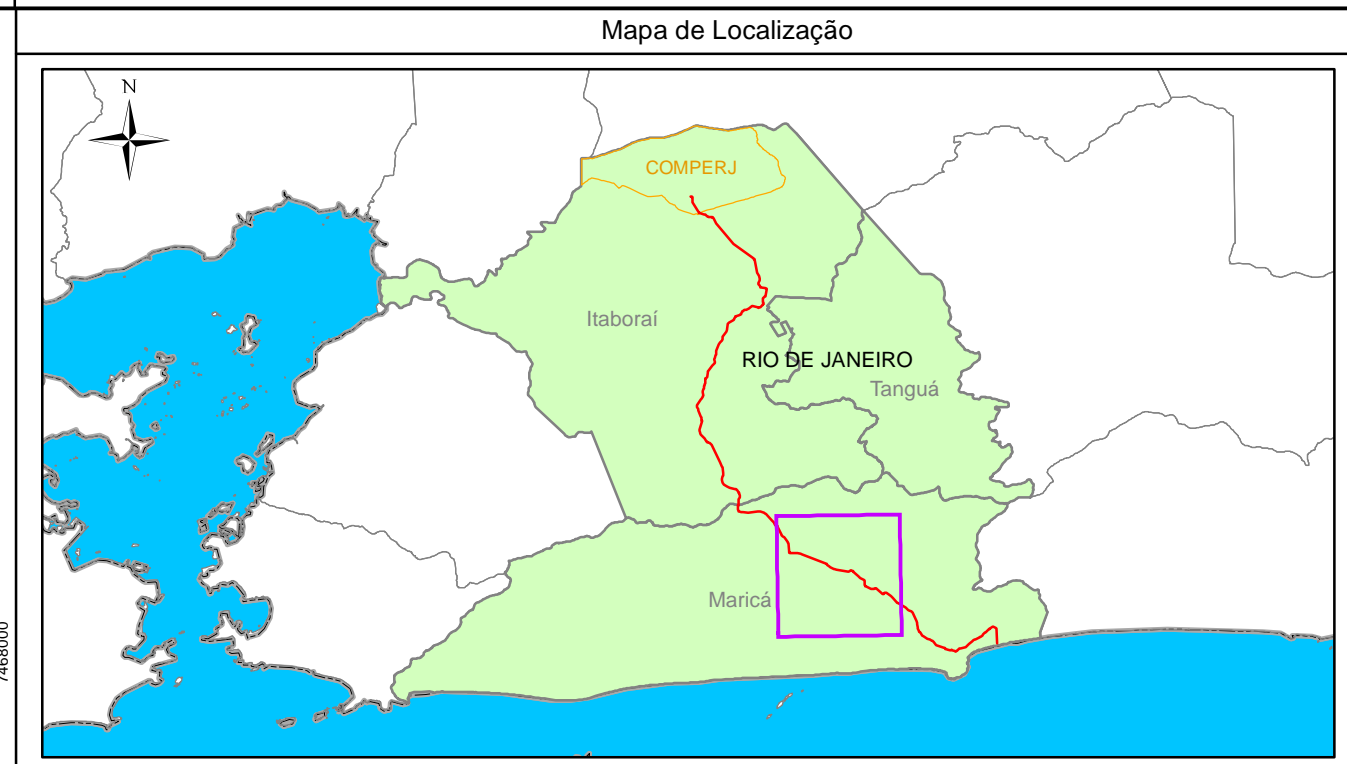 Mapa de Localização
N
COMPERJ
Itaboraí
RIO DE JANEIRO
Tanguá
Maricá
7468000